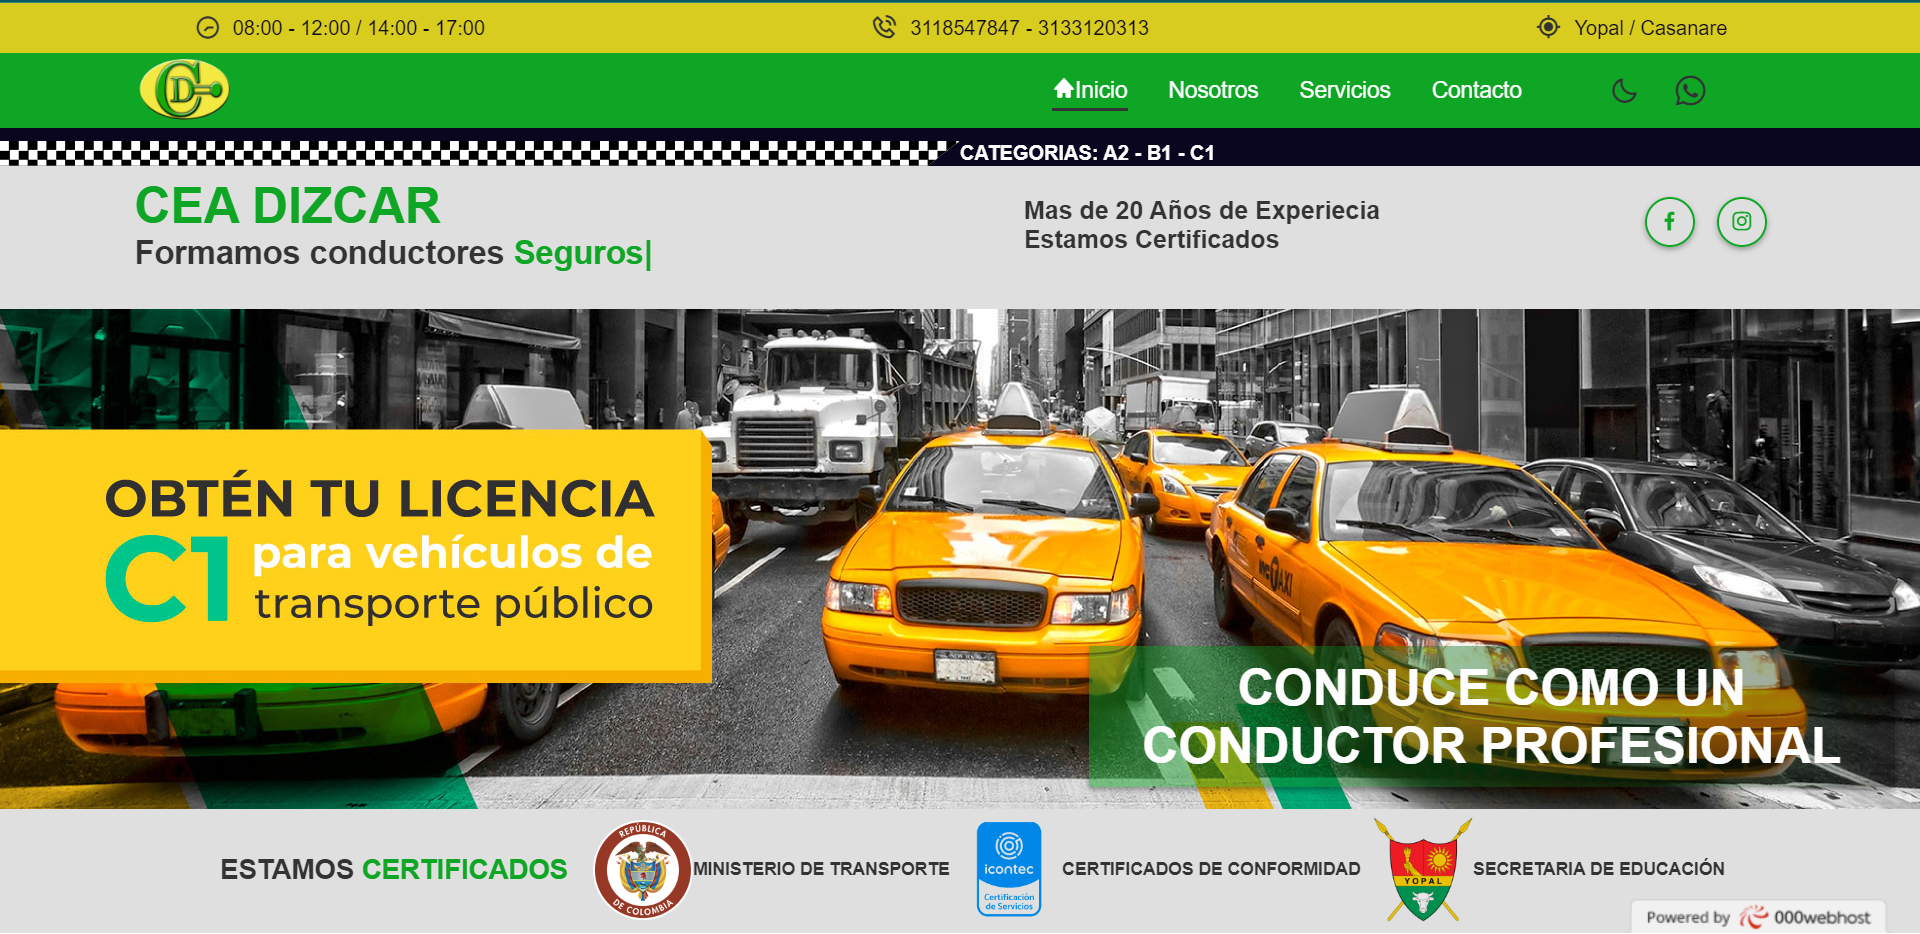 08:00 - 12:00 / 14:00 - 17:00
3118547847 - 3133120313
Yopal / Casanare
CD
Inicio
Nosotros
Servicios
Contacto
CATEGORIAS: A2 - B1 - C1
CEA DIZCAR
Formamos conductores Seguros|
Mas de 20 Años de Experiecia
Estamos Certificados
OBTÉN TU LICENCIA
C1 para vehículos de
transporte público
NYC TAXI
CONDUCE COMO UN
CONDUCTOR PROFESIONAL
ESTAMOS CERTIFICADOS
REPÚBLICA
DE COLOMBIA
MINISTERIO DE TRANSPORTE
icontec
Certificación
de Servicios
CERTIFICADOS DE CONFORMIDAD
YOPAL
SECRETARIA DE EDUCACIÓN
Powered by 000webhost